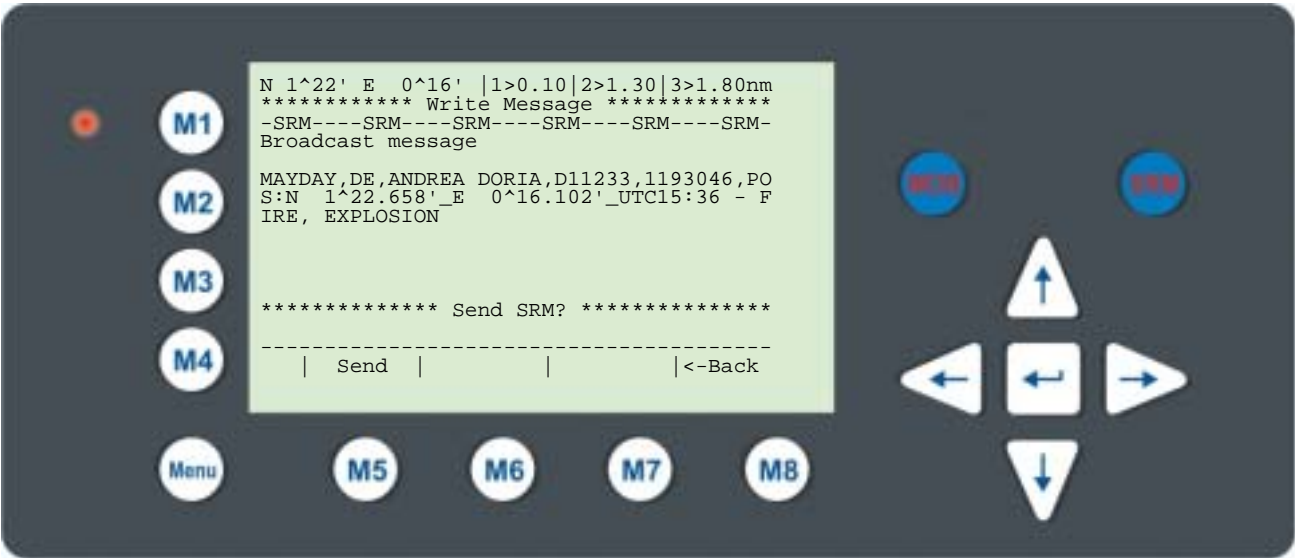 N 1^22' E  0^16' |1>0.10|2>1.30|3>1.80nm
************ Write Message *************
-SRM----SRM----SRM----SRM----SRM----SRM-
Broadcast message
MAYDAY,DE,ANDREA DORIA,D11233,1193046,PO
S:N  1^22.658'_E  0^16.102'_UTC15:36 - F
IRE, EXPLOSION
************** Send SRM? ***************
----------------------------------------
| Send | | |<-Back
M1
M2
M3
M4
Menu
M5
M6
M7
M8
SRM